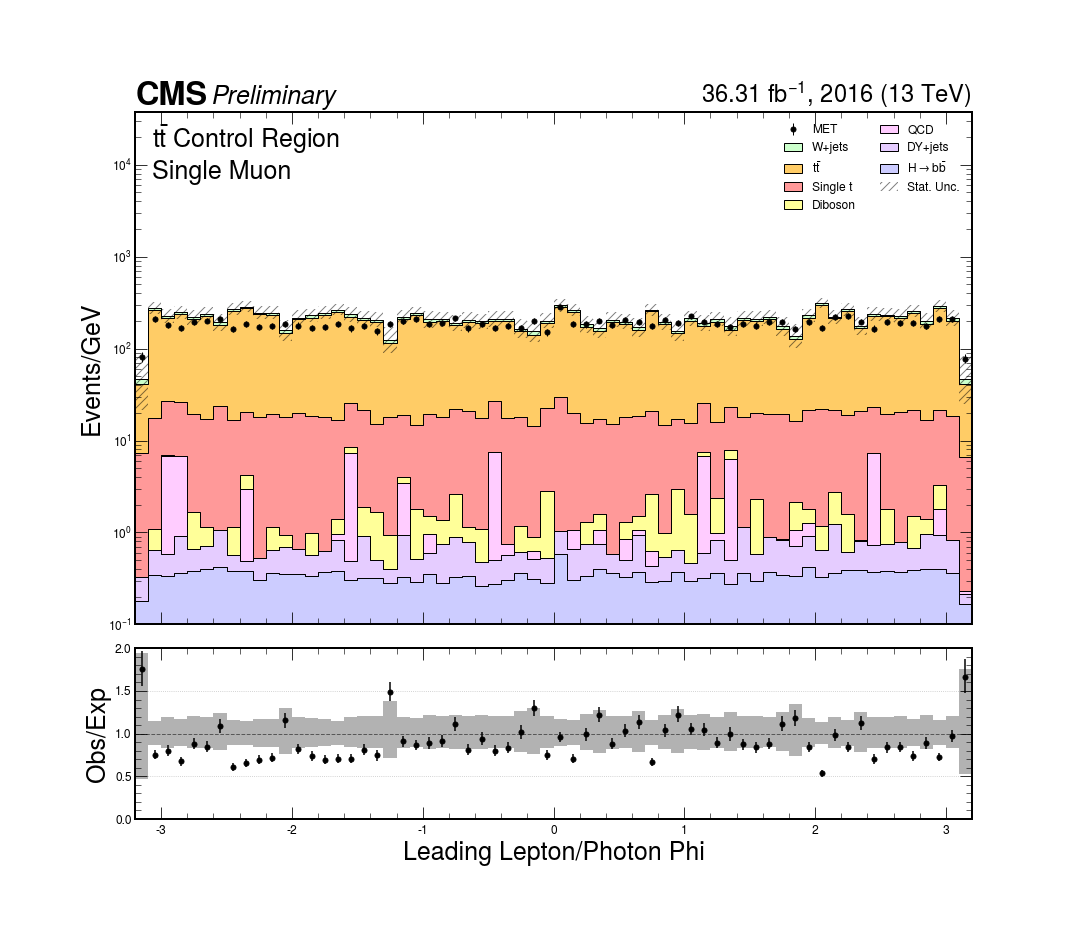 CMS Preliminary 36.31 fb⁻¹, 2016 (13 TeV)
tt̄ Control Region
Single Muon
MET
W+jets
tt̄
Single t
Diboson
QCD
DY+jets
H→bb̄
Stat. Unc.
Events/GeV
10⁴
10³
10²
10¹
10⁰
10⁻¹
Obs/Exp
2.0
1.5
1.0
0.5
0.0
-3 -2 -1 0 1 2 3
Leading Lepton/Photon Phi